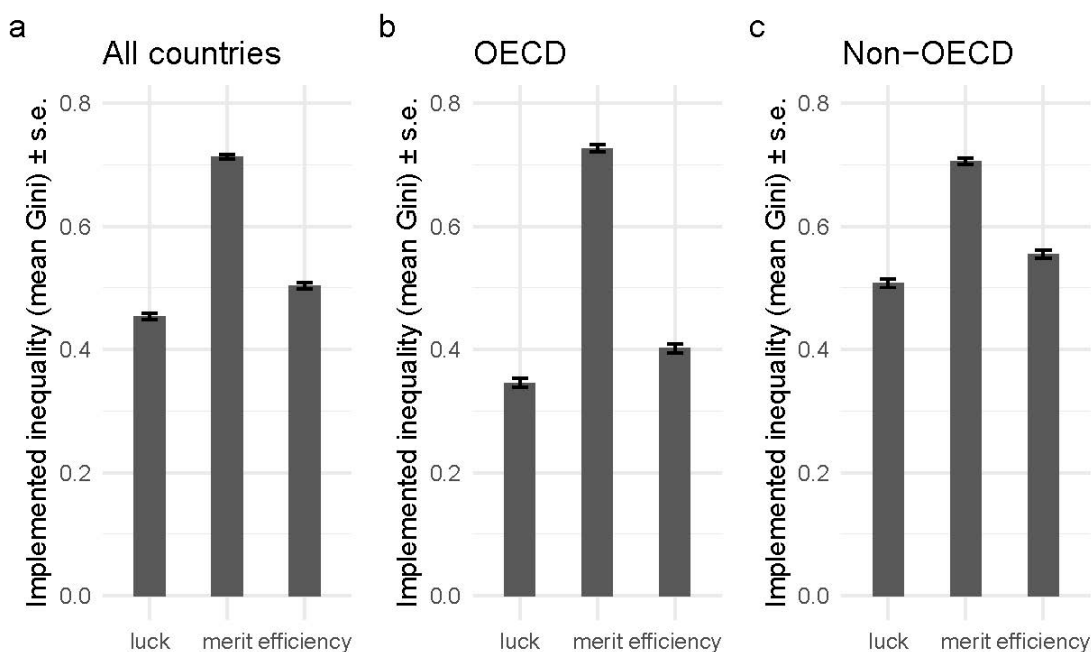 a
All countries
Implemented inequality (mean Gini) ± s.e.
0.8
0.6
0.4
0.2
0.0
luck merit efficiency
b
OECD
Implemented inequality (mean Gini) ± s.e.
0.8
0.6
0.4
0.2
0.0
luck merit efficiency
c
Non−OECD
Implemented inequality (mean Gini) ± s.e.
0.8
0.6
0.4
0.2
0.0
luck merit efficiency